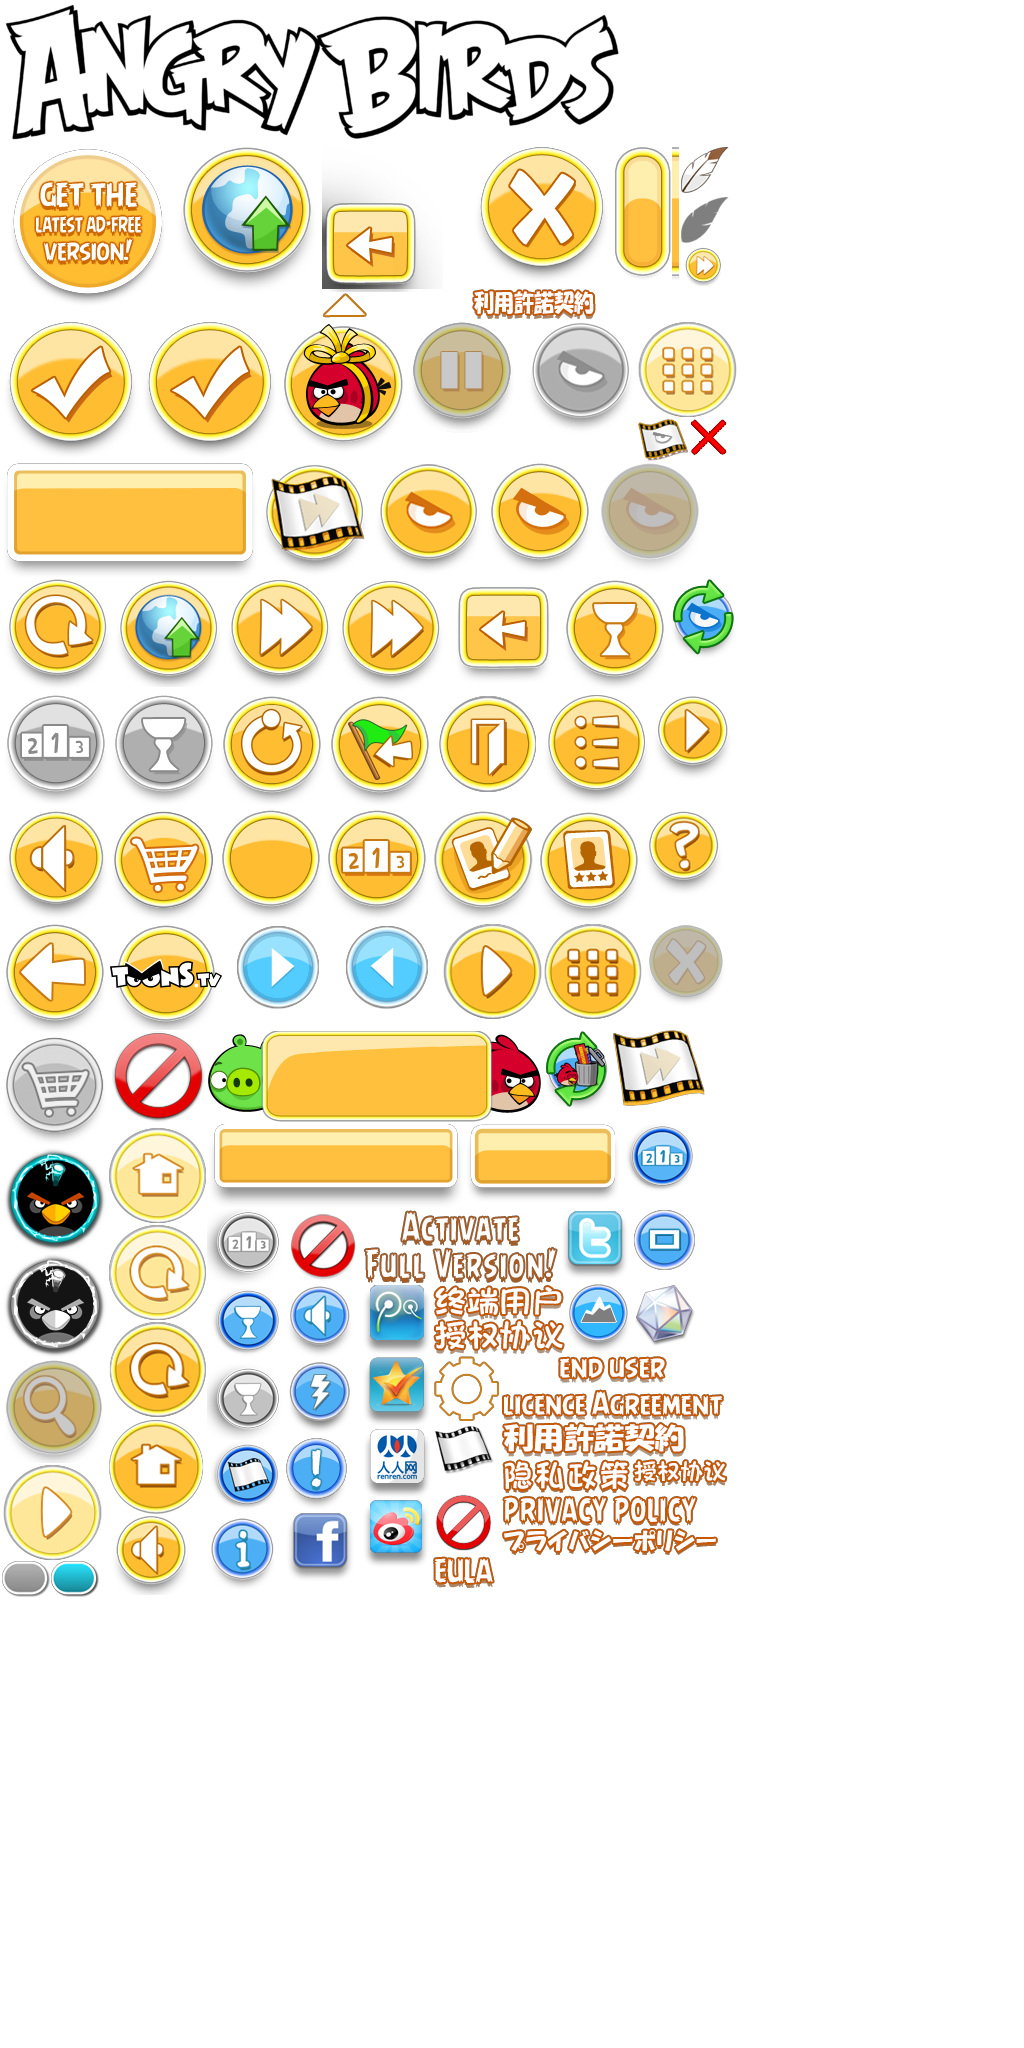 ANGRY BIRDS
GET THE
LATEST AD-FREE
VERSION!
利用許諾契約
2 1 3
2 1 3
?
TOONS TV
2 1 3
2 1 3
ACTIVATE
FULL VERSION!
t
终端用户
授权协议
END USER
LICENCE AGREEMENT
利用許諾契約
人人网
renren.com
隐私政策 授权协议
!
PRIVACY POLICY
プライバシーポリシー
i
f
EULA